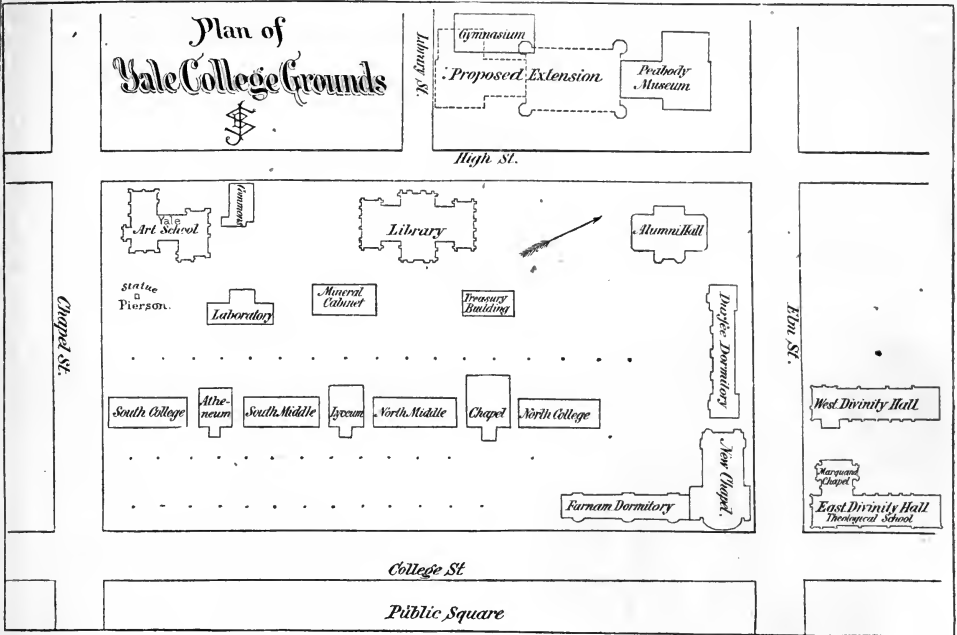 Plan of
Yale College Grounds
Library St.
Gymnasium
Proposed Extension
Peabody
Museum
High St.
Yale
Art School
Commons
Library
Alumni Hall
Statue
Pierson.
Laboratory
Mineral
Cabinet
Treasury
Building
Durfee Dormitory
Chapel St.
Elm St.
South College
Athe-
neum
South Middle
Lyceum
North Middle
Chapel
North College
West Divinity Hall
New Chapel.
Marquand
Chapel
Farnam Dormitory
East Divinity Hall
Theological School
College St
Public Square